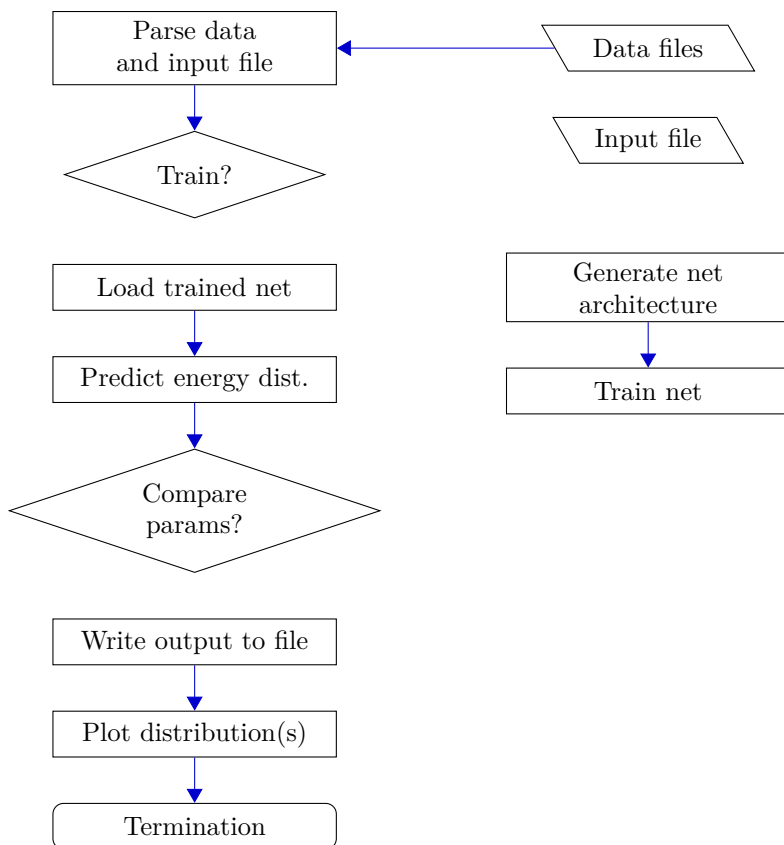 Parse data
and input file
Data files
Input file
Train?
Load trained net
Generate net
architecture
Predict energy dist.
Train net
Compare
params?
Write output to file
Plot distribution(s)
Termination